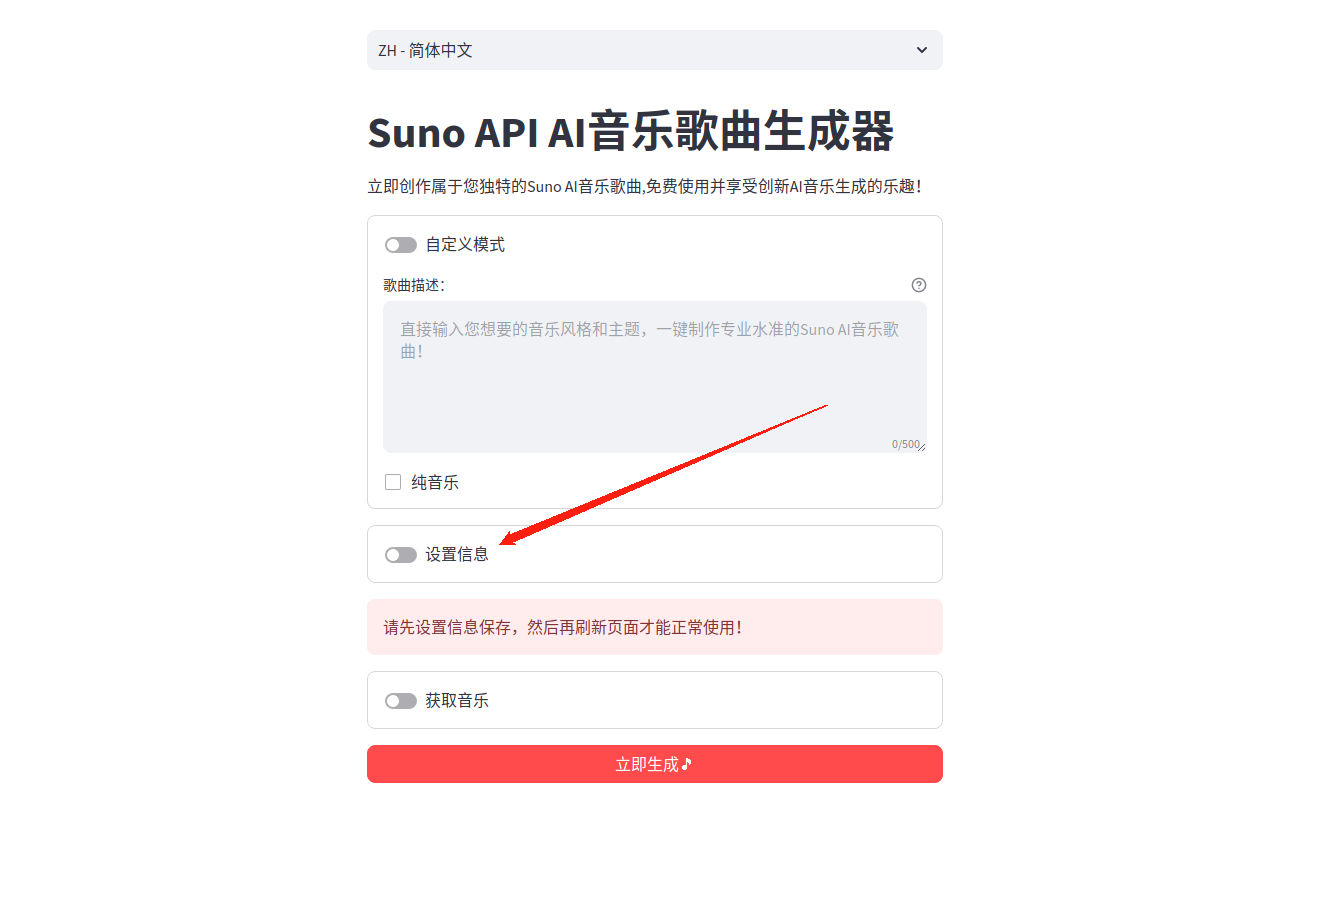 ZH - 简体中文
Suno API AI音乐歌曲生成器
立即创作属于您独特的Suno AI音乐歌曲,免费使用并享受创新AI音乐生成的乐趣！
自定义模式
歌曲描述：
直接输入您想要的音乐风格和主题，一键制作专业水准的Suno AI音乐歌
曲！
0/500
纯音乐
设置信息
请先设置信息保存，然后再刷新页面才能正常使用！
获取音乐
立即生成🎵